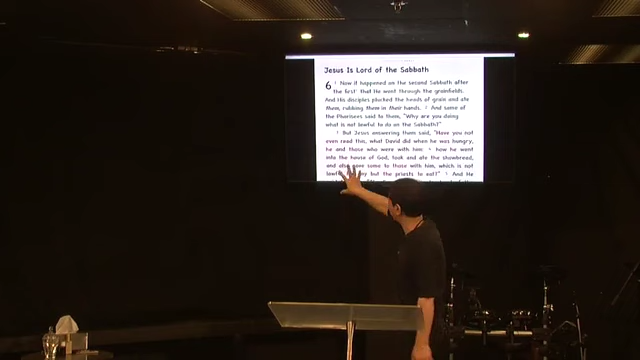 Jesus Is Lord of the Sabbath
6 1 Now it happened on the second Sabbath after
the first that He went through the grainfields.
And His disciples plucked the heads of grain and ate
them, rubbing them in their hands. 2 And some of
the Pharisees said to them, "Why are you doing
what is not lawful to do on the Sabbath?"
3 But Jesus answering them said, "Have you not
even read this, what David did when he was hungry,
he and those who were with him: 4 how he went
into the house of God, took and ate the showbread,
and also gave some to those with him, which is not
but the priests to eat?" 5 And He